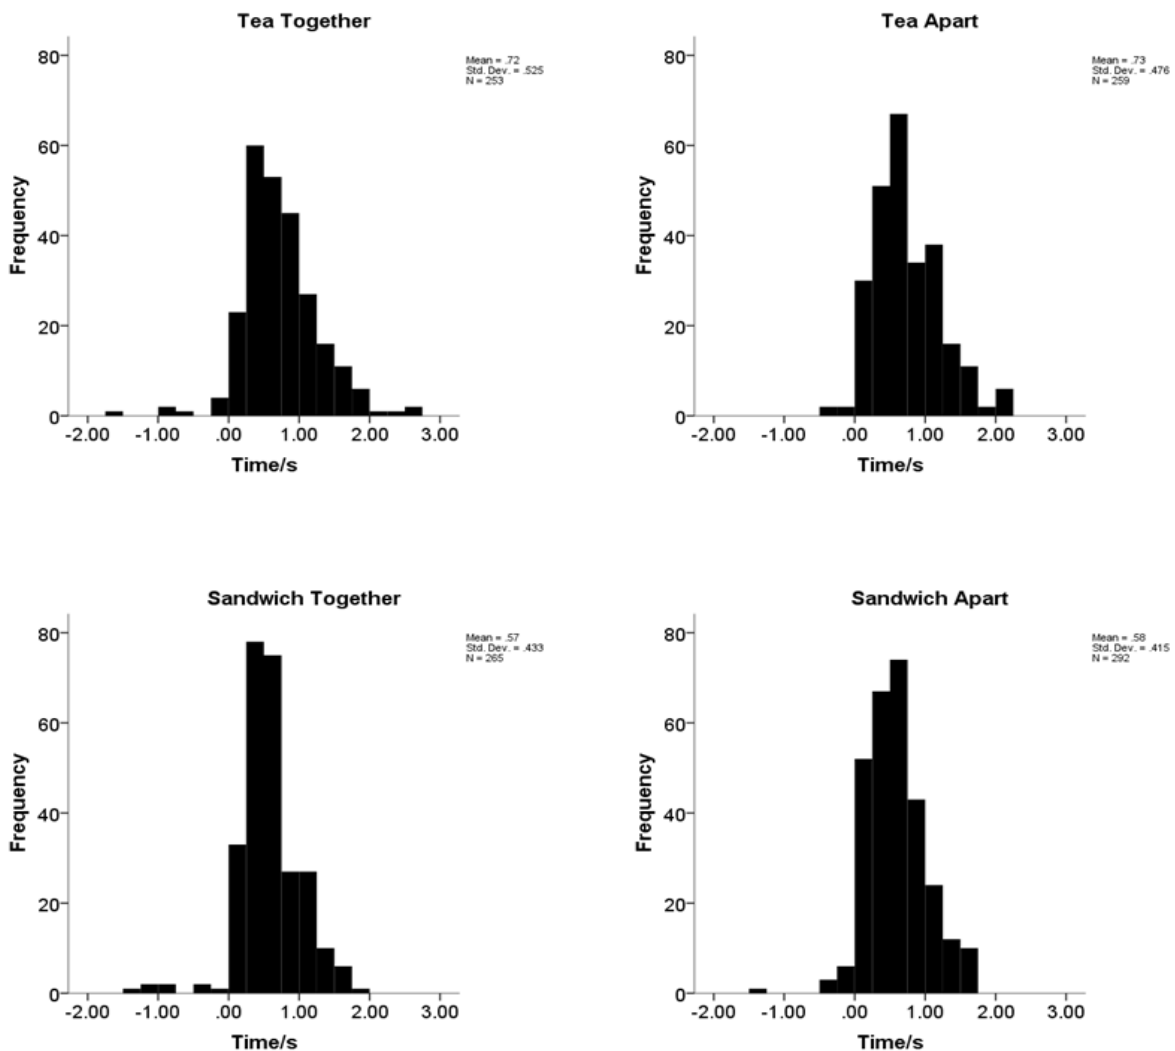 Tea Together
Mean = .72
Std. Dev. = .525
N = 253
80
60
40
20
0
Frequency
-2.00 -1.00 .00 1.00 2.00 3.00
Time/s
Tea Apart
Mean = .73
Std. Dev. = .476
N = 259
80
60
40
20
0
Frequency
-2.00 -1.00 .00 1.00 2.00 3.00
Time/s
Sandwich Together
Mean = .57
Std. Dev. = .433
N = 265
80
60
40
20
0
Frequency
-2.00 -1.00 .00 1.00 2.00 3.00
Time/s
Sandwich Apart
Mean = .58
Std. Dev. = .415
N = 292
80
60
40
20
0
Frequency
-2.00 -1.00 .00 1.00 2.00 3.00
Time/s